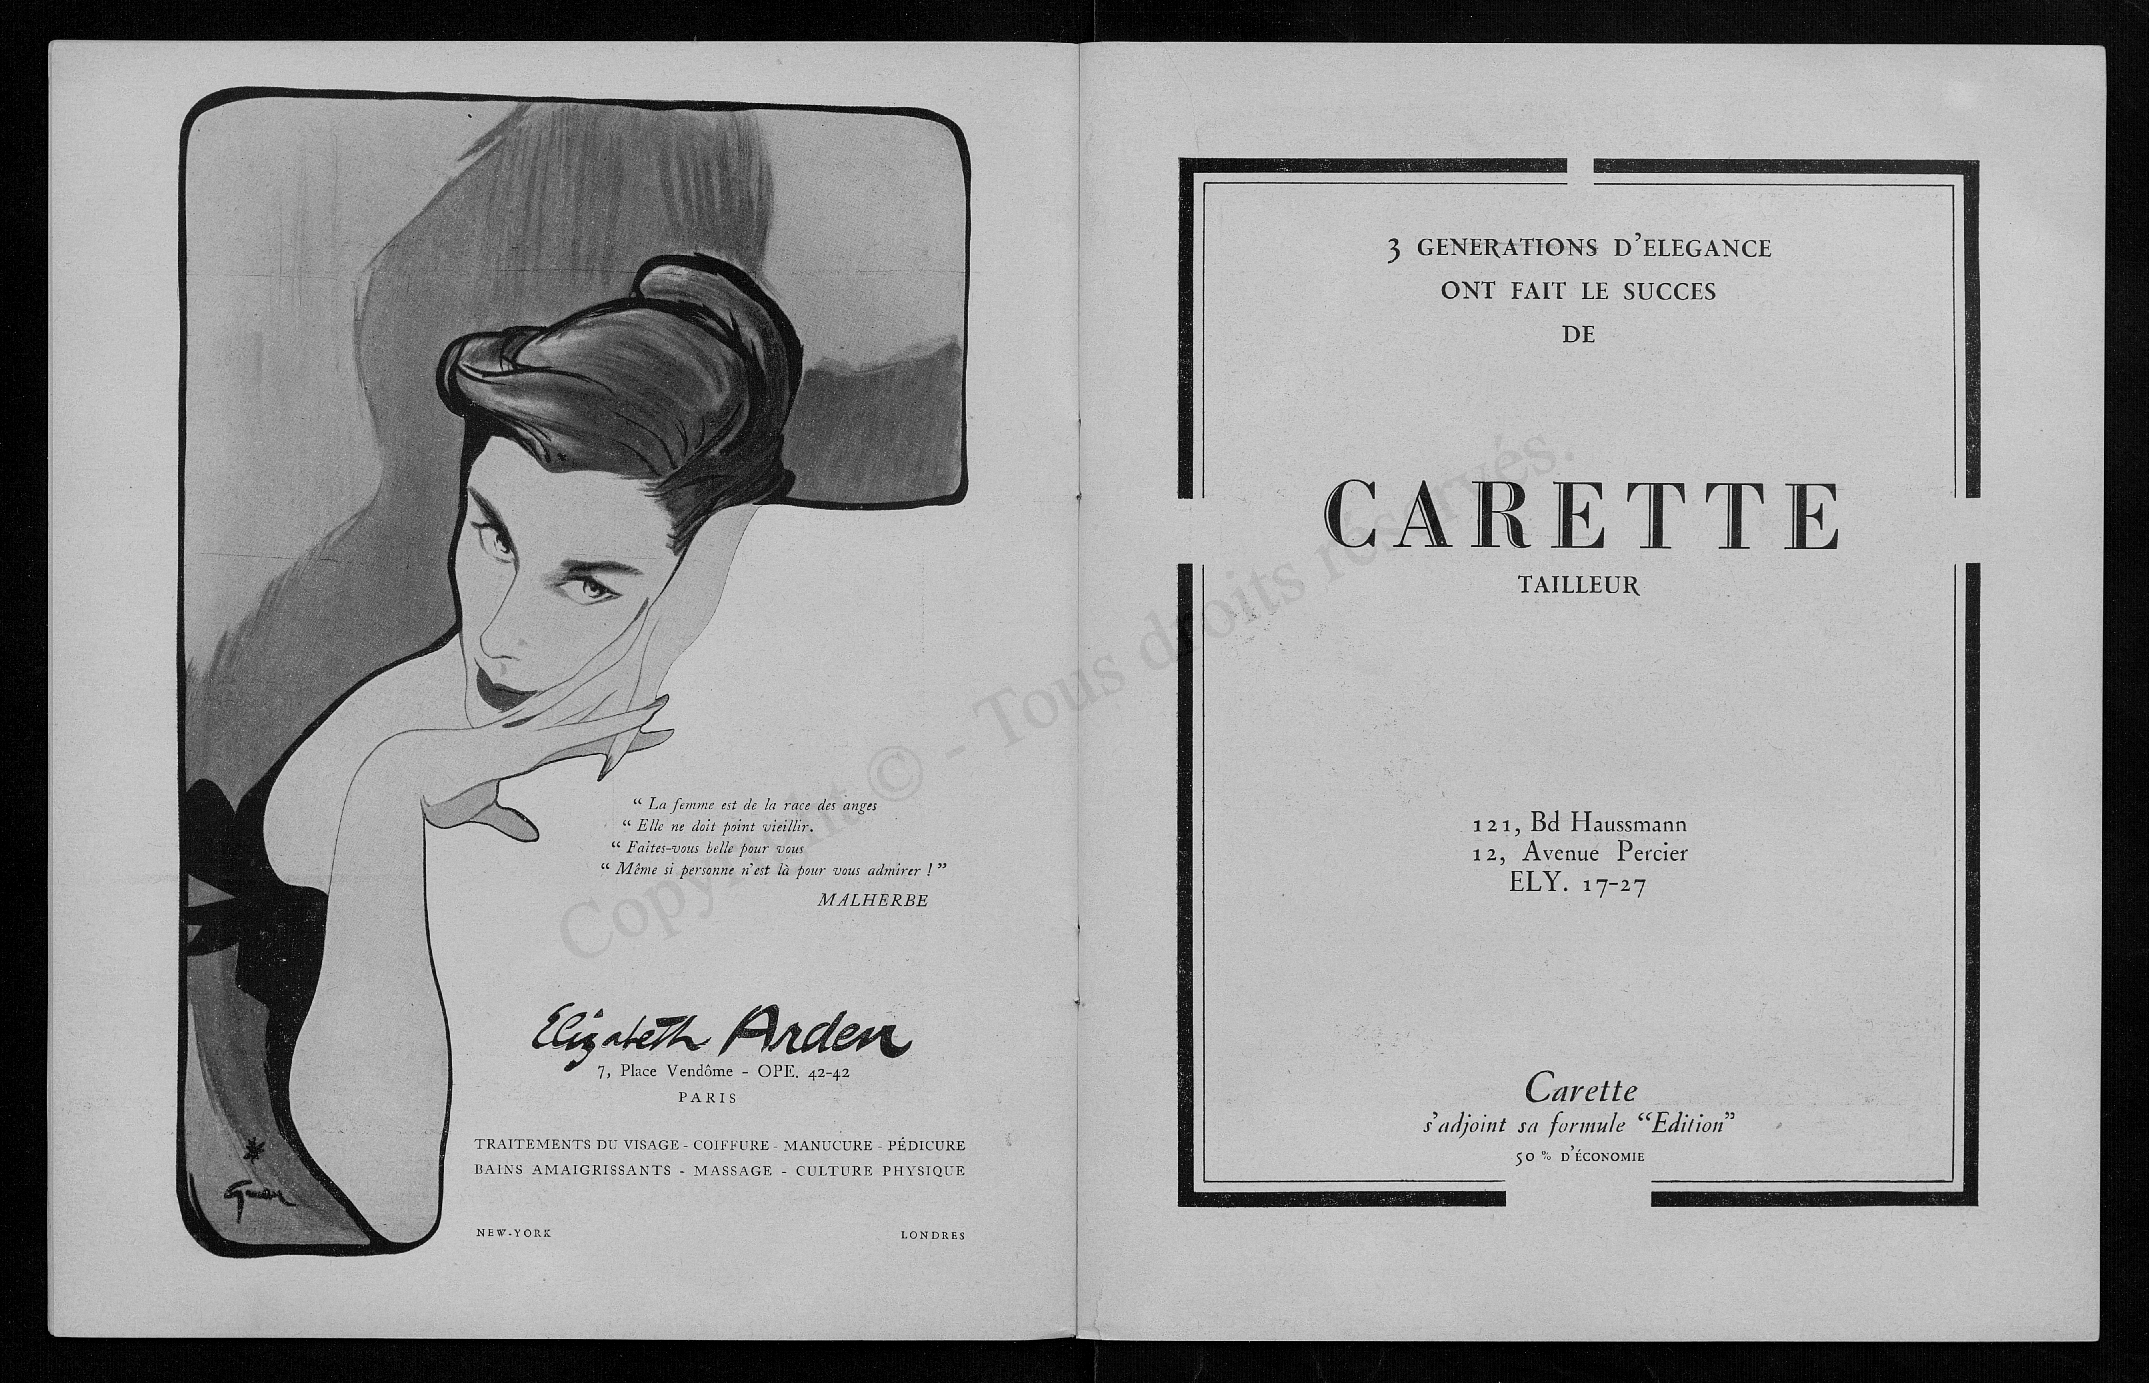 “ La femme est de la race des anges
“ Elle ne doit point vieillir.
“ Faites-vous belle pour vous
“ Même si personne n'est là pour vous admirer ! ”
MALHERBE
Elizabeth Arden
7, Place Vendôme - OPE. 42-42
PARIS
TRAITEMENTS DU VISAGE - COIFFURE - MANUCURE - PÉDICURE
BAINS AMAIGRISSANTS - MASSAGE - CULTURE PHYSIQUE
NEW-YORK
LONDRES
Gruau
3 GENERATIONS D'ELEGANCE
ONT FAIT LE SUCCES
DE
CARETTE
TAILLEUR
121, Bd Haussmann
12, Avenue Percier
ELY. 17-27
Carette
s'adjoint sa formule “Edition”
50 % D'ÉCONOMIE
Copyright © - Tous droits réservés.